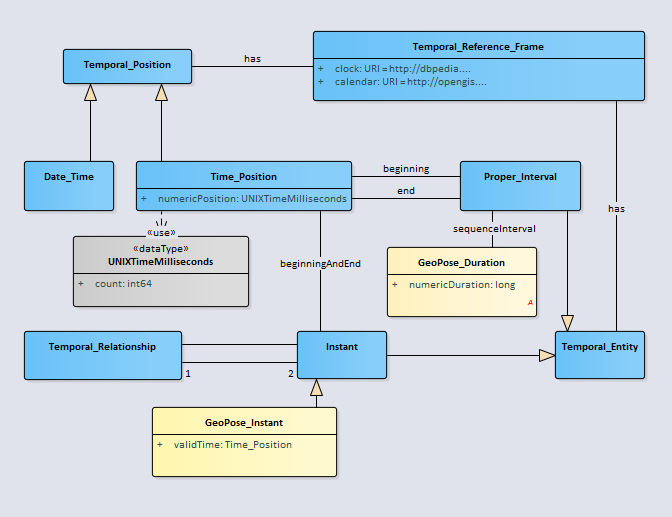 Temporal_Reference_Frame
+ clock: URI = http://dbpedia....
+ calendar: URI = http://opengis....
has
Temporal_Position
Date_Time
Time_Position
+ numericPosition: UNIXTimeMilliseconds
beginning
end
Proper_Interval
has
«use»
«dataType»
UNIXTimeMilliseconds
+ count: int64
beginningAndEnd
sequenceInterval
GeoPose_Duration
+ numericDuration: long
A
Temporal_Relationship
1
2
Instant
Temporal_Entity
GeoPose_Instant
+ validTime: Time_Position